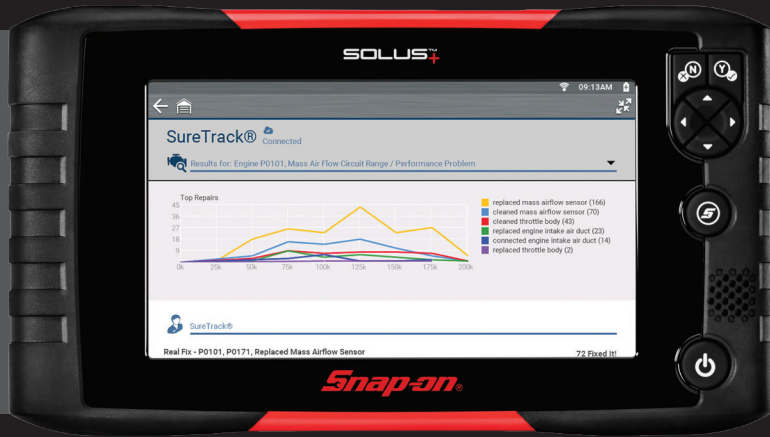 SOLUS™+
09:13AM
SureTrack® Connected
Results for: Engine P0101, Mass Air Flow Circuit Range / Performance Problem
Top Repairs
45
36
27
18
9
0k 25k 50k 75k 100k 125k 150k 175k 200k
replaced mass airflow sensor (166)
cleaned mass airflow sensor (70)
cleaned throttle body (43)
replaced engine intake air duct (23)
connected engine intake air duct (14)
replaced throttle body (2)
SureTrack®
Real Fix - P0101, P0171, Replaced Mass Airflow Sensor 72 Fixed It!
Snap-on®
N Y
S